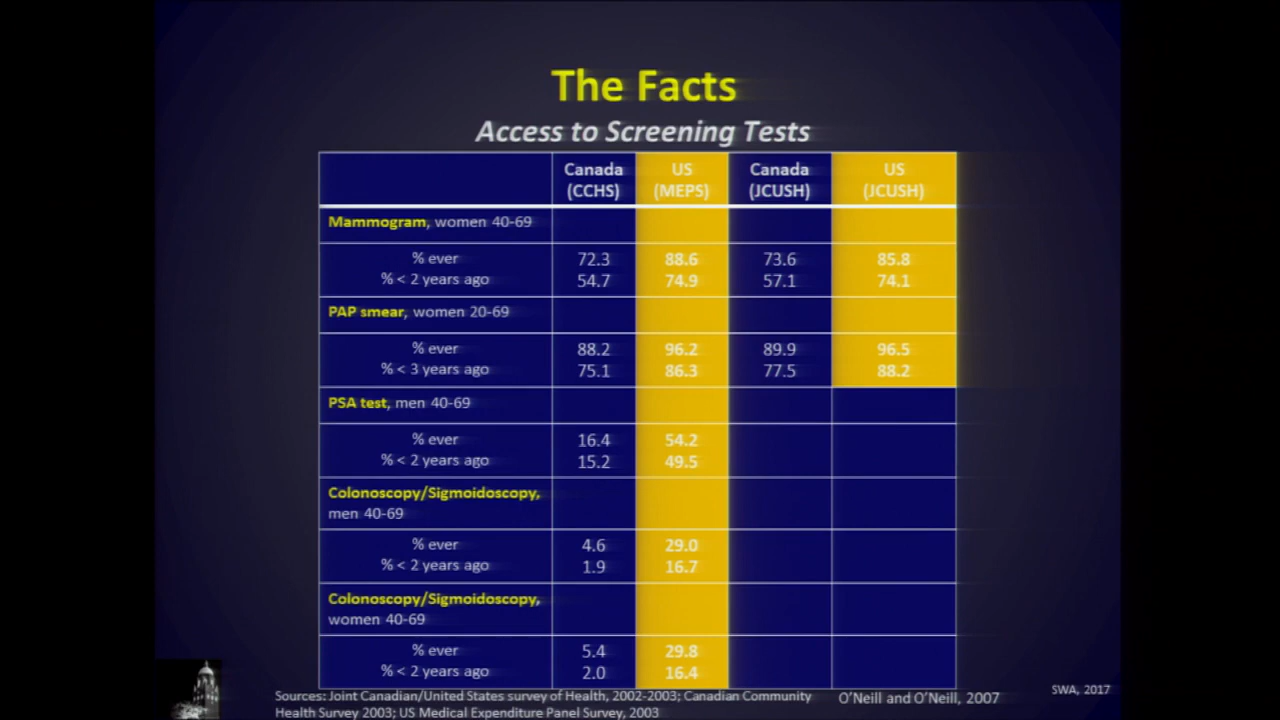 The Facts
Access to Screening Tests
Canada (CCHS) US (MEPS) Canada (JCUSH) US (JCUSH)
Mammogram, women 40-69
% ever 72.3 88.6 73.6 85.8
% < 2 years ago 54.7 74.9 57.1 74.1
PAP smear, women 20-69
% ever 88.2 96.2 89.9 96.5
% < 3 years ago 75.1 86.3 77.5 88.2
PSA test, men 40-69
% ever 16.4 54.2
% < 2 years ago 15.2 49.5
Colonoscopy/Sigmoidoscopy,
men 40-69
% ever 4.6 29.0
% < 2 years ago 1.9 16.7
Colonoscopy/Sigmoidoscopy,
women 40-69
% ever 5.4 29.8
% < 2 years ago 2.0 16.4
Sources: Joint Canadian/United States survey of Health, 2002-2003; Canadian Community
Health Survey 2003; US Medical Expenditure Panel Survey, 2003
O'Neill and O'Neill, 2007
SWA, 2017